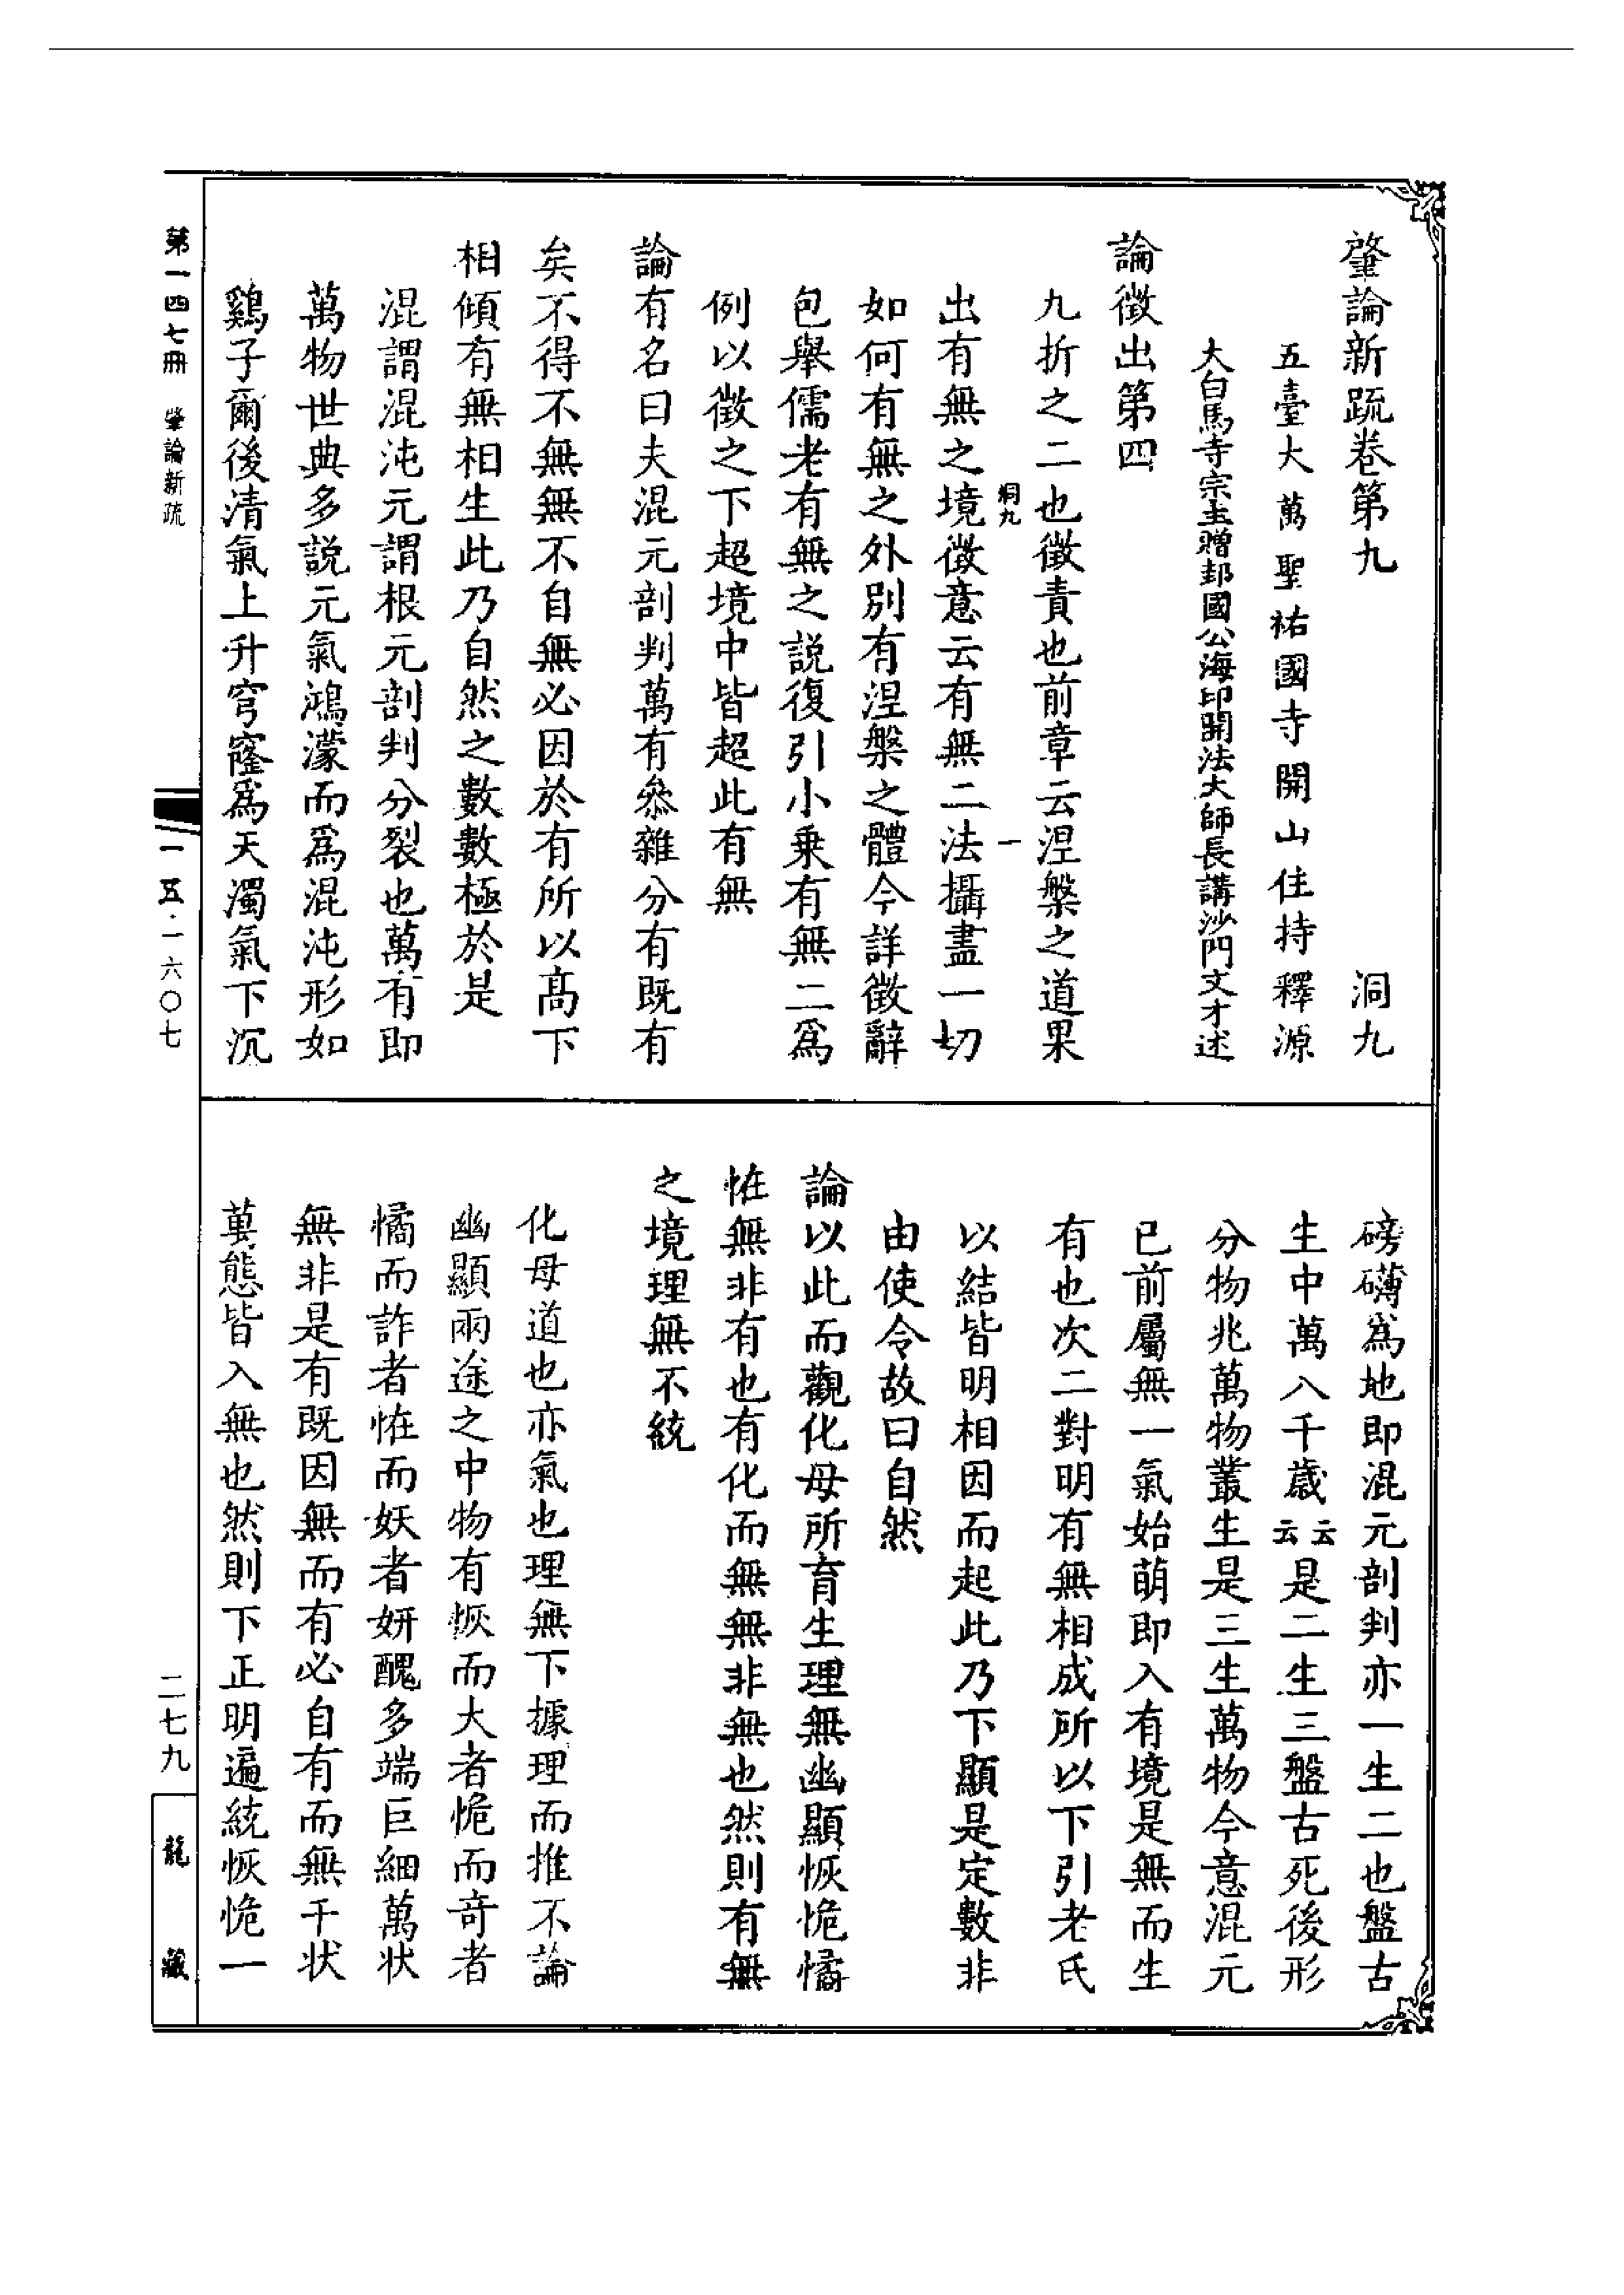 肇論新疏卷第九　洞九
五臺大萬聖祐國寺開山住持釋源
大白馬寺宗主贈封國公海印開法大師長講沙門文才述
論徵出第四
九折之二也徵責也前章云涅槃之道果
洞九　一
出有無之境徵意云有無二法攝盡一切
如何有無之外別有涅槃之體今詳徵辭
包舉儒老有無之說復引小乗有無二爲
例以徵之下超境中皆超此有無
論有名曰夫混元剖判萬有叅雜分有既有
矣不得不無無不自無必因於有所以髙下
相傾有無相生此乃自然之數數極於是
混謂混沌元謂根元剖判分裂也萬有即
萬物世典多説元氣鴻濛而爲混沌形如
鷄子爾後清氣上升穹窿爲天濁氣下沉
磅礴爲地即混元剖判亦一生二也盤古
生中萬八千歳云云是二生三盤古死後形
分物兆萬物叢生是三生萬物今意混元
已前屬無一氣始萌即入有境是無而生
有也次二對明有無相成所以下引老氏
以結皆明相因而起此乃下顯是定數非
由使令故曰自然
論以此而觀化母所育生理無幽顯恢恑憰
恠無非有也有化而無無非無也然則有無
之境理無不統
化母道也亦氣也理無下據理而推不論
幽顯兩途之中物有恢而大者恑而奇者
憰而詐者恠而妖者妍醜多端巨細萬状
無非是有既因無而有必自有而無千状
萬態皆入無也然則下正明遍統恢恑一
第一四七冊　肇論新疏
一五·一六〇七
二七九
龍藏